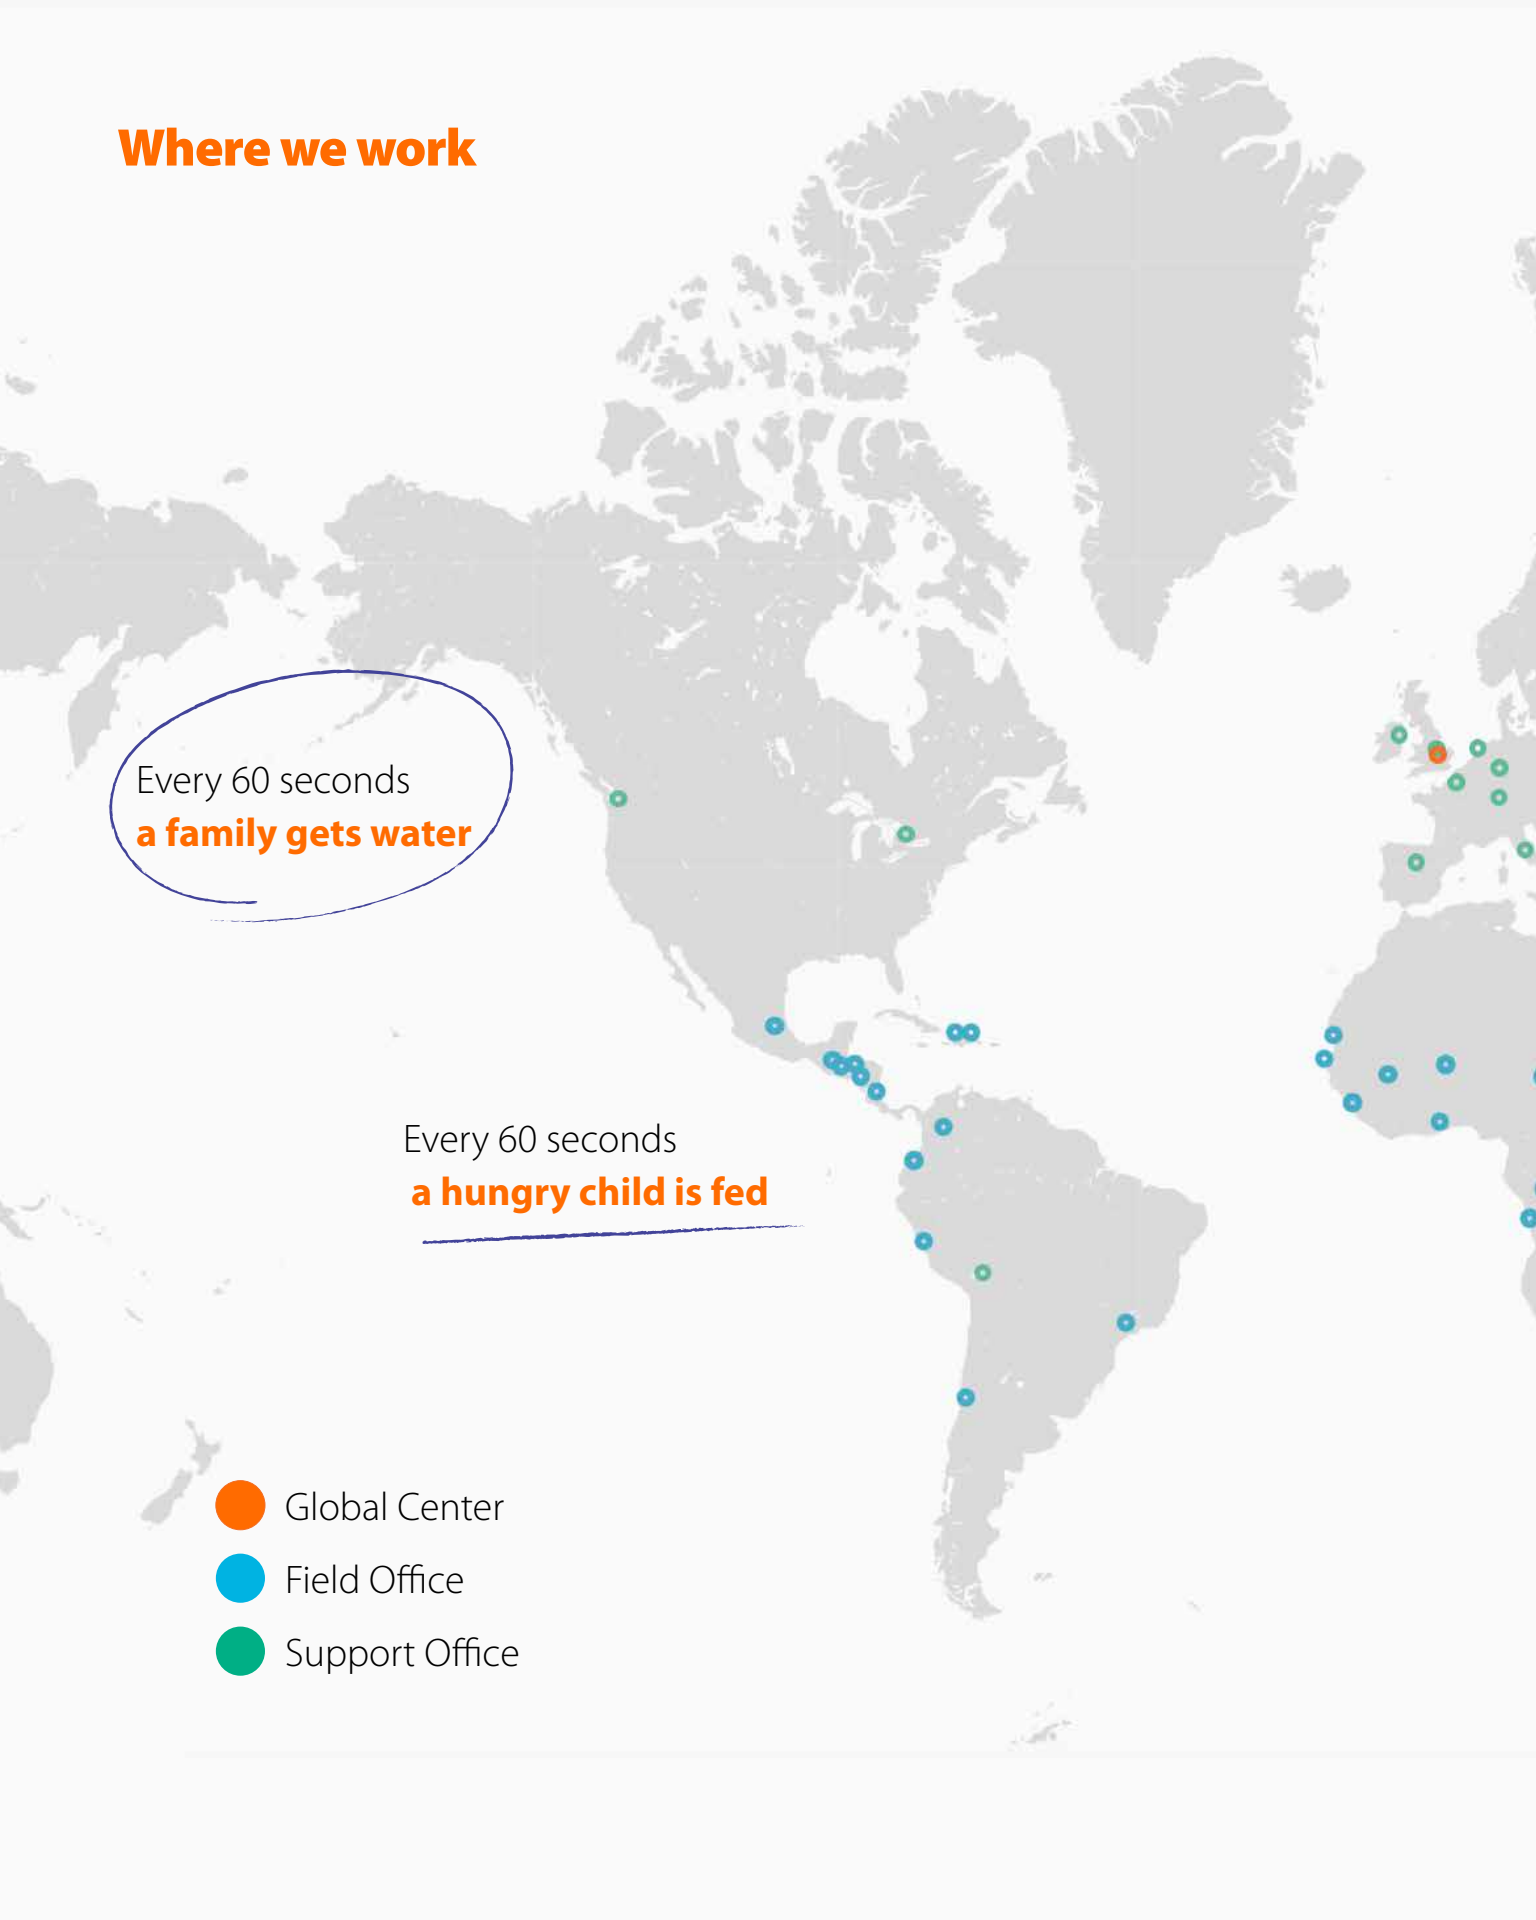 Where we work
Every 60 seconds
a family gets water
Every 60 seconds
a hungry child is fed
Global Center
Field Office
Support Office